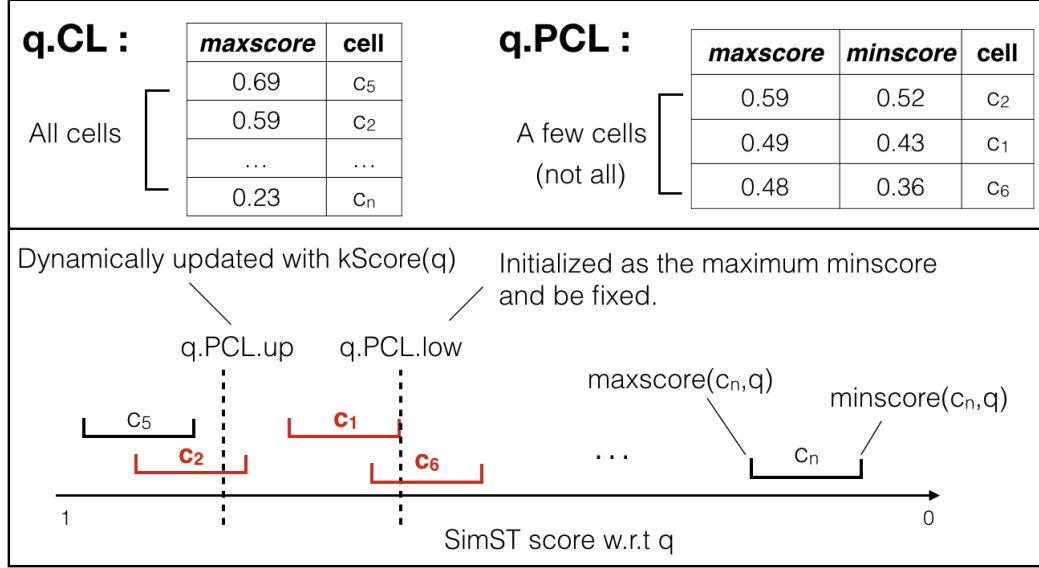 q.CL :
maxscore cell
0.69 c5
0.59 c2
... ...
0.23 cn
All cells
q.PCL :
maxscore minscore cell
0.59 0.52 c2
0.49 0.43 c1
0.48 0.36 c6
A few cells
(not all)
Dynamically updated with kScore(q)
Initialized as the maximum minscore
and be fixed.
q.PCL.up q.PCL.low
maxscore(cn,q)
minscore(cn,q)
c5
c1
c2
c6
...
cn
1
0
SimST score w.r.t q